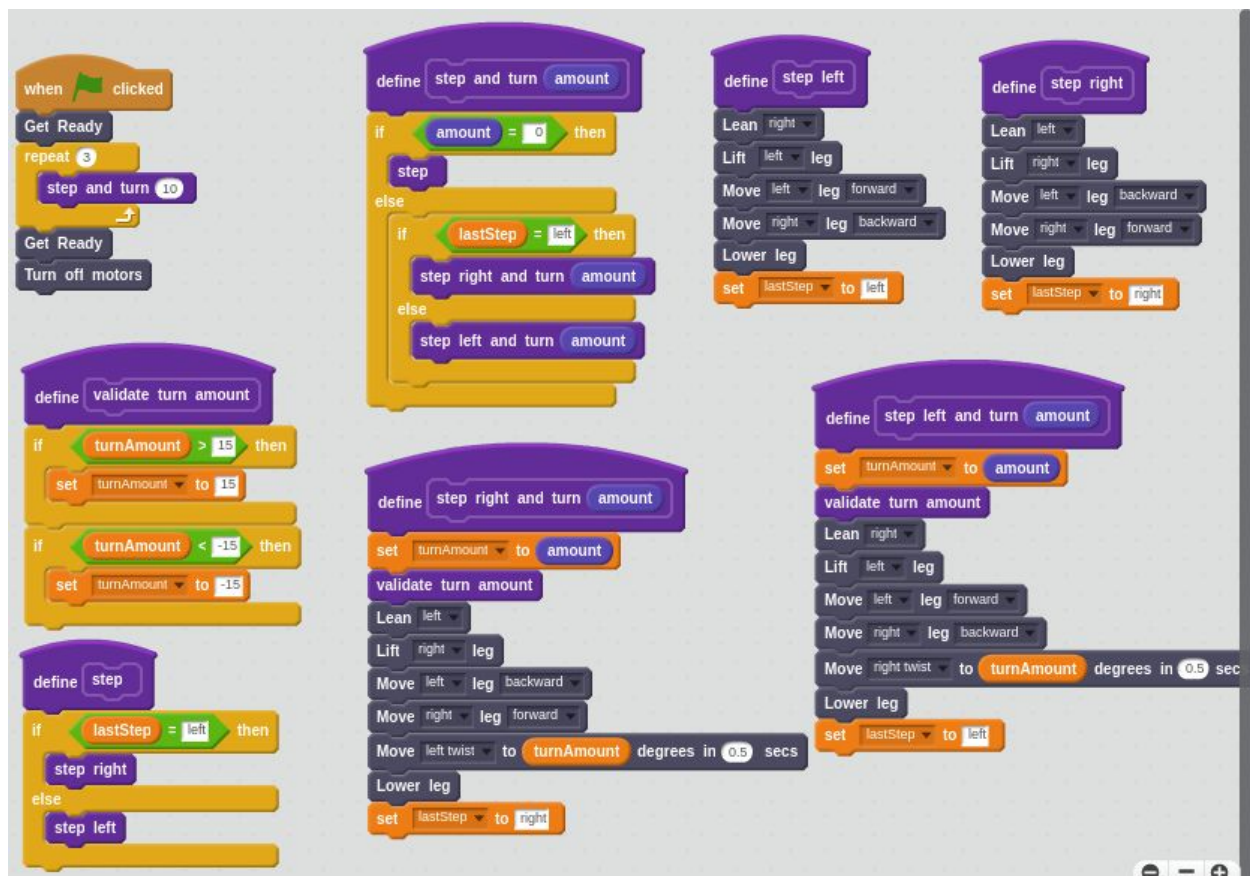 when clicked
Get Ready
repeat 3
step and turn 10
Get Ready
Turn off motors
define validate turn amount
if turnAmount > 15 then
set turnAmount to 15
if turnAmount < -15 then
set turnAmount to -15
define step
if lastStep = left then
step right
else
step left
define step and turn amount
if amount = 0 then
step
else
if lastStep = left then
step right and turn amount
else
step left and turn amount
define step right and turn amount
set turnAmount to amount
validate turn amount
Lean left
Lift right leg
Move left leg backward
Move right leg forward
Move left twist to turnAmount degrees in 0.5 secs
Lower leg
set lastStep to right
define step left
Lean right
Lift left leg
Move left leg forward
Move right leg backward
Lower leg
set lastStep to left
define step right
Lean left
Lift right leg
Move left leg backward
Move right leg forward
Lower leg
set lastStep to right
define step left and turn amount
set turnAmount to amount
validate turn amount
Lean right
Lift left leg
Move left leg forward
Move right leg backward
Move right twist to turnAmount degrees in 0.5 sec
Lower leg
set lastStep to left